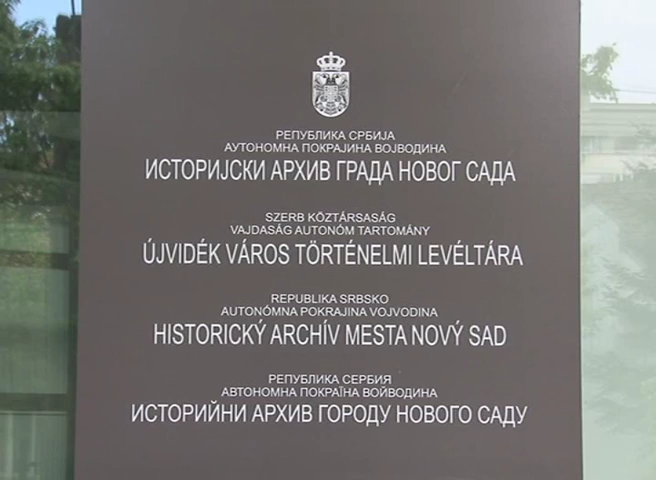 РЕПУБЛИКА СРБИЈА
АУТОНОМНА ПОКРАЈИНА ВОЈВОДИНА
ИСТОРИЈСКИ АРХИВ ГРАДА НОВОГ САДА
SZERB KÖZTÁRSASÁG
VAJDASÁG AUTONÓM TARTOMÁNY
ÚJVIDÉK VÁROS TÖRTÉNELMI LEVÉLTÁRA
REPUBLIKA SRBSKO
AUTONÓMNA POKRAJINA VOJVODINA
HISTORICKÝ ARCHÍV MESTA NOVÝ SAD
РЕПУБЛИКА СЕРБИЯ
АВТОНОМНА ПОКРАЇНА ВОЙВОДИНА
ИСТОРИЙНИ АРХИВ ГОРОДУ НОВОГО САДУ